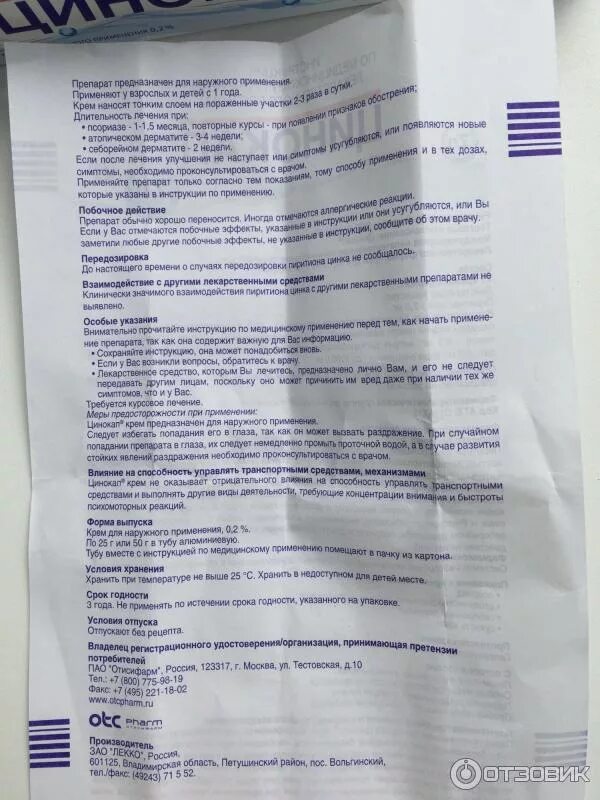 ЦИНОК
ого применения 0,2%
Препарат предназначен для наружного применения.
Применяют у взрослых и детей с 1 года.
Крем наносят тонким слоем на пораженные участки 2-3 раза в сутки.
Длительность лечения при:
• псориазе - 1-1,5 месяца, повторные курсы - при появлении признаков обострения;
• атопическом дерматите - 3-4 недели;
• себорейном дерматите - 2 недели.
Если после лечения улучшения не наступает или симптомы усугубляются, или появляются новые
симптомы, необходимо проконсультироваться с врачом.
Применяйте препарат только согласно тем показаниям, тому способу применения и в тех дозах,
которые указаны в инструкции по применению.
Побочное действие
Препарат обычно хорошо переносится. Иногда отмечаются аллергические реакции.
Если у Вас отмечаются побочные эффекты, указанные в инструкции или они усугубляются, или Вы
заметили любые другие побочные эффекты, не указанные в инструкции, сообщите об этом врачу.
Передозировка
До настоящего времени о случаях передозировки пиритиона цинка не сообщалось.
Взаимодействие с другими лекарственными средствами
Клинически значимого взаимодействия пиритиона цинка с другими лекарственными препаратами не
выявлено.
Особые указания
Внимательно прочитайте инструкцию по медицинскому применению перед тем, как начать примене-
ние препарата, так как она содержит важную для Вас информацию.
• Сохраняйте инструкцию, она может понадобиться вновь.
• Если у Вас возникли вопросы, обратитесь к врачу.
• Лекарственное средство, которым Вы лечитесь, предназначено лично Вам, и его не следует
передавать другим лицам, поскольку оно может причинить им вред даже при наличии тех же
симптомов, что и у Вас.
Требуется курсовое лечение.
Меры предосторожности при применении:
Цинокап® крем предназначен для наружного применения.
Следует избегать попадания его в глаза, так как он может вызвать раздражение. При случайном
попадании препарата в глаза, их следует немедленно промыть проточной водой, а в случае развития
стойких явлений раздражения необходимо проконсультироваться с врачом.
Влияние на способность управлять транспортными средствами, механизмами
Цинокап® крем не оказывает отрицательного влияния на способность управлять транспортными
средствами и выполнять другие виды деятельности, требующие концентрации внимания и быстроты
психомоторных реакций.
Форма выпуска
Крем для наружного применения, 0,2 %.
По 25 г или 50 г в тубу алюминиевую.
Тубу вместе с инструкцией по медицинскому применению помещают в пачку из картона.
Условия хранения
Хранить при температуре не выше 25 °С. Хранить в недоступном для детей месте.
Срок годности
3 года. Не применять по истечении срока годности, указанного на упаковке.
Условия отпуска
Отпускают без рецепта.
Владелец регистрационного удостоверения/организация, принимающая претензии
потребителей
ПАО "Отисифарм", Россия, 123317, г. Москва, ул. Тестовская, д.10
Тел.: +7 (800) 775-98-19
Факс: +7 (495) 221-18-02
www.otcpharm.ru
отс Pharm
Производитель
ЗАО "ЛЕККО", Россия,
601125, Владимирская область, Петушинский район, пос. Вольгинский,
тел./факс: (49243) 71 5 52.
ОТЗОВИК